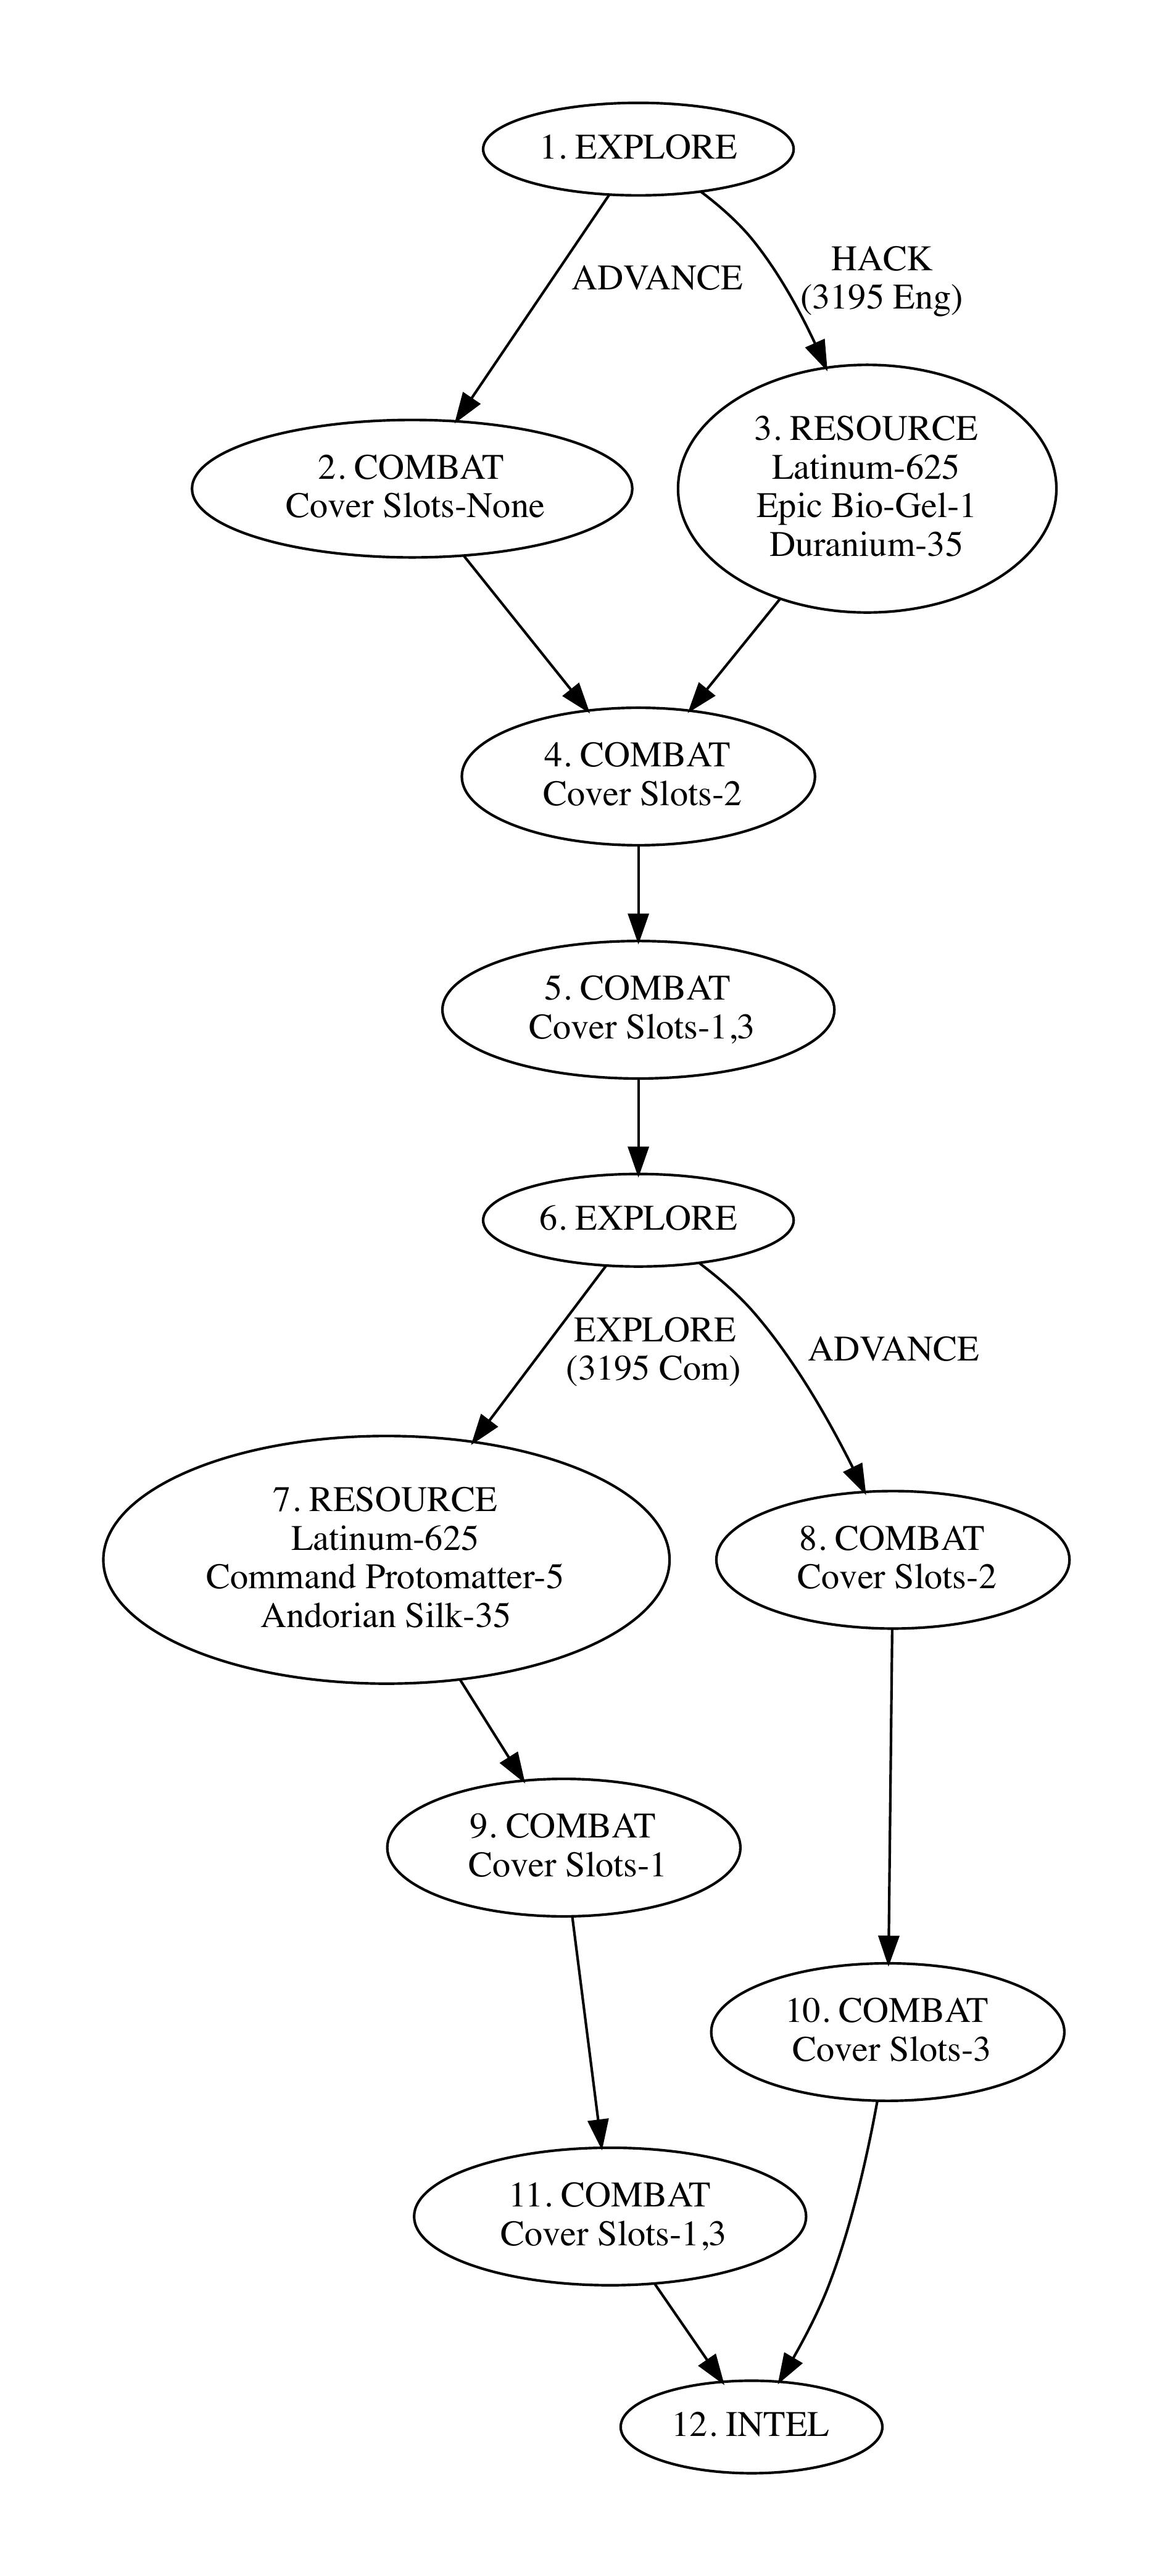 1. EXPLORE
ADVANCE
HACK
(3195 Eng)
2. COMBAT
Cover Slots-None
3. RESOURCE
Latinum-625
Epic Bio-Gel-1
Duranium-35
4. COMBAT
Cover Slots-2
5. COMBAT
Cover Slots-1,3
6. EXPLORE
EXPLORE
(3195 Com)
ADVANCE
7. RESOURCE
Latinum-625
Command Protomatter-5
Andorian Silk-35
8. COMBAT
Cover Slots-2
9. COMBAT
Cover Slots-1
10. COMBAT
Cover Slots-3
11. COMBAT
Cover Slots-1,3
12. INTEL